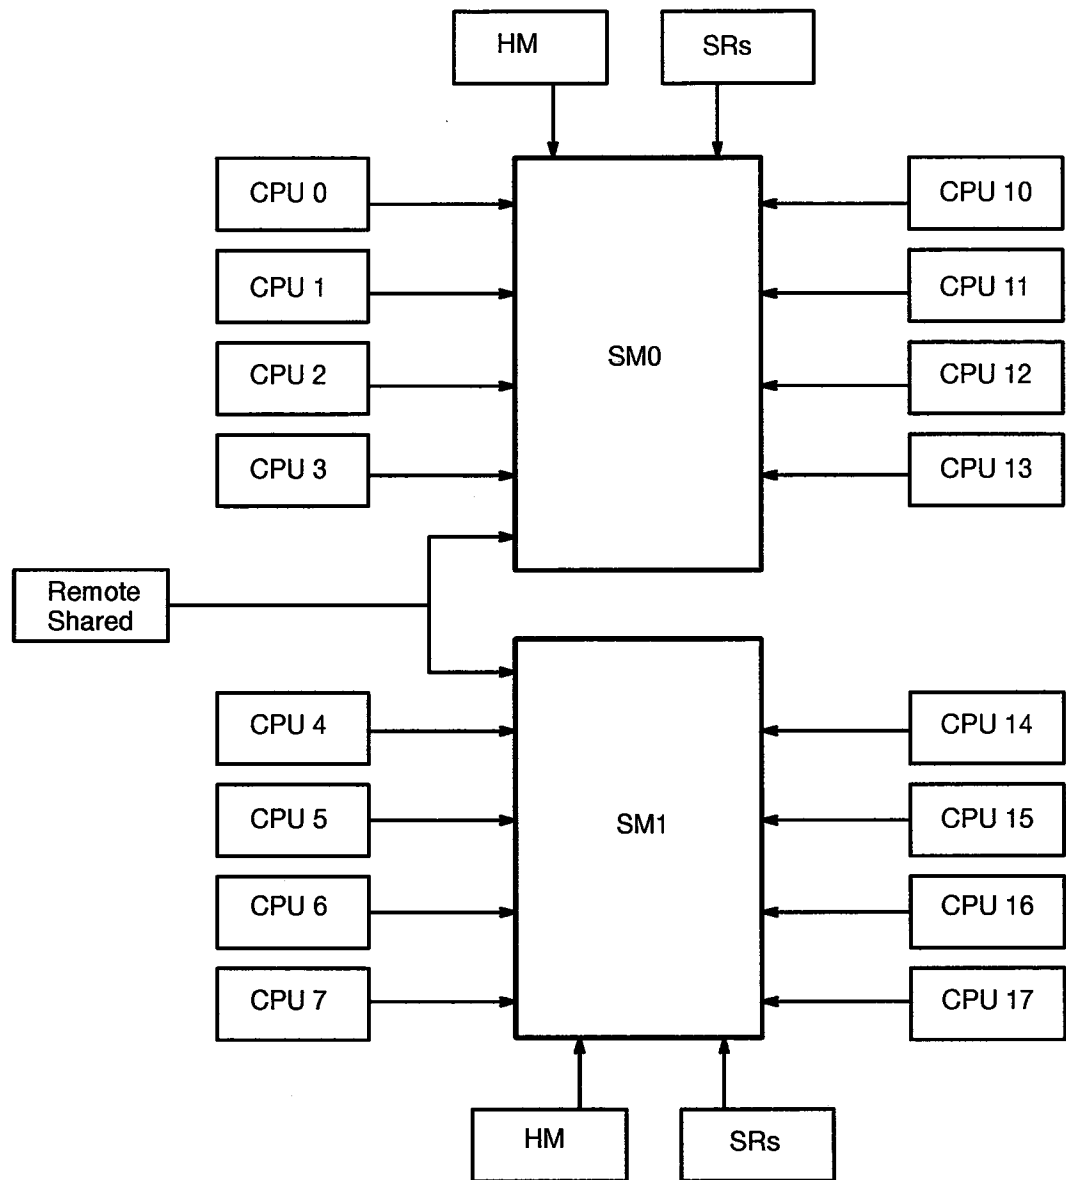 HM
SRs
CPU 0
CPU 10
CPU 1
CPU 11
SM0
CPU 2
CPU 12
CPU 3
CPU 13
Remote
Shared
CPU 4
CPU 14
CPU 5
SM1
CPU 15
CPU 6
CPU 16
CPU 7
CPU 17
HM
SRs